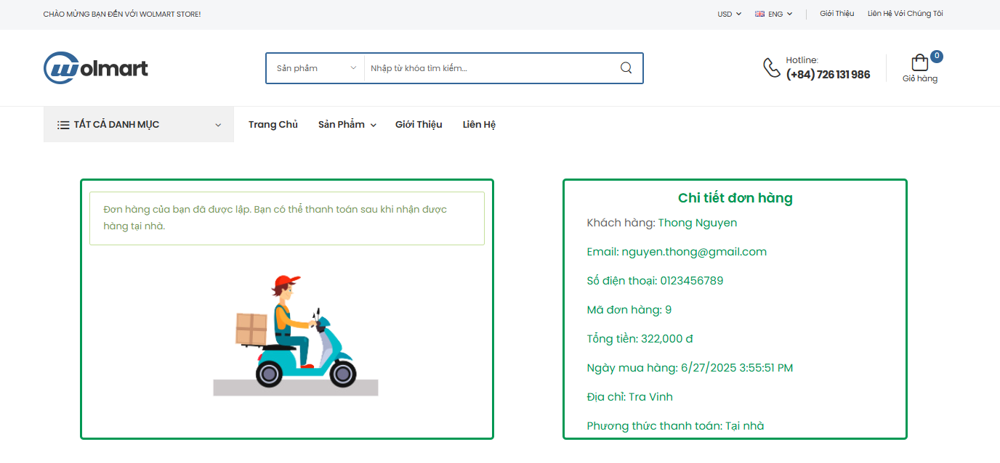 CHÀO MỪNG BẠN ĐẾN VỚI WOLMART STORE!
USD
ENG
Giới Thiệu
Liên Hệ Với Chúng Tôi
Wolmart
Sản phẩm
Nhập từ khóa tìm kiếm...
Hotline:
(+84) 726 131 986
0
Giỏ hàng
TẤT CẢ DANH MỤC
Trang Chủ
Sản Phẩm
Giới Thiệu
Liên Hệ
Đơn hàng của bạn đã được lập. Bạn có thể thanh toán sau khi nhận được
hàng tại nhà.
Chi tiết đơn hàng
Khách hàng: Thong Nguyen
Email: nguyen.thong@gmail.com
Số điện thoại: 0123456789
Mã đơn hàng: 9
Tổng tiền: 322,000 đ
Ngày mua hàng: 6/27/2025 3:55:51 PM
Địa chỉ: Tra Vinh
Phương thức thanh toán: Tại nhà